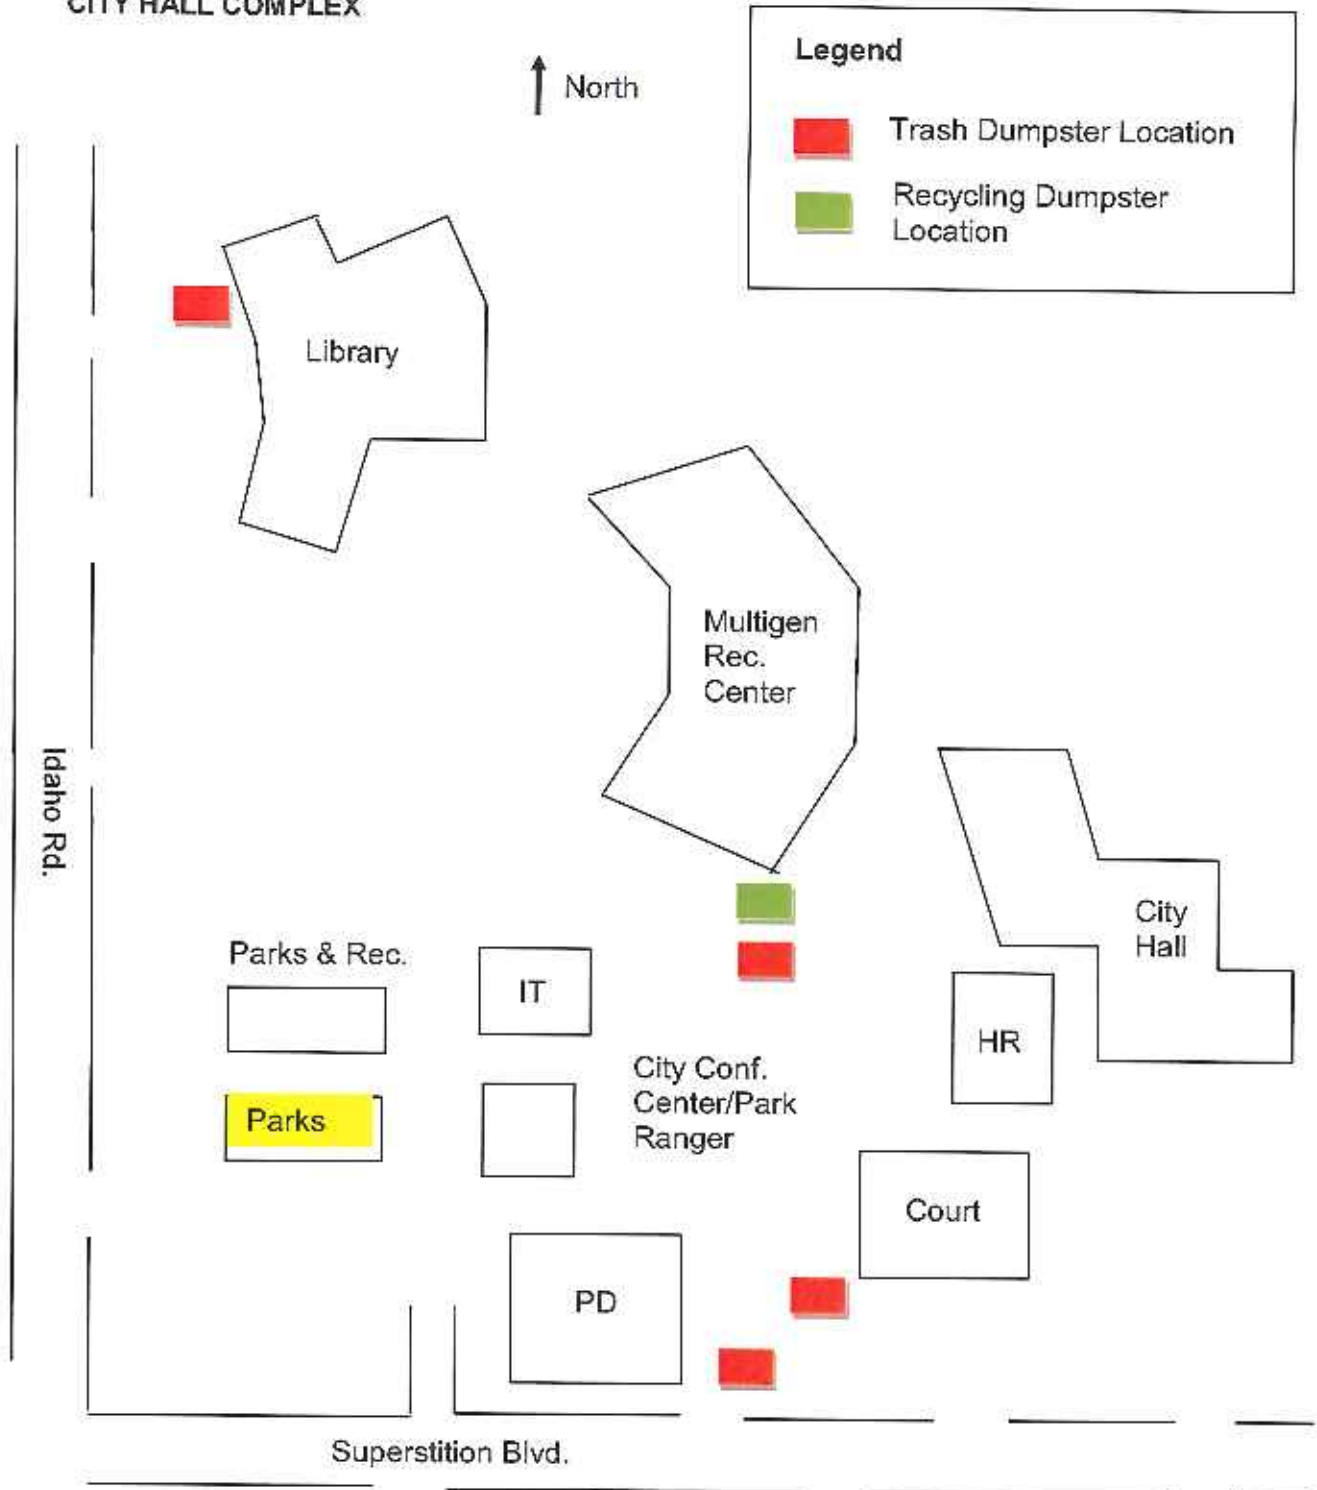 CITY HALL COMPLEX
North
Legend
Trash Dumpster Location
Recycling Dumpster
Location
Library
Multigen
Rec.
Center
Idaho Rd.
City
Hall
Parks & Rec.
IT
HR
City Conf.
Center/Park
Ranger
Parks
Court
PD
Superstition Blvd.